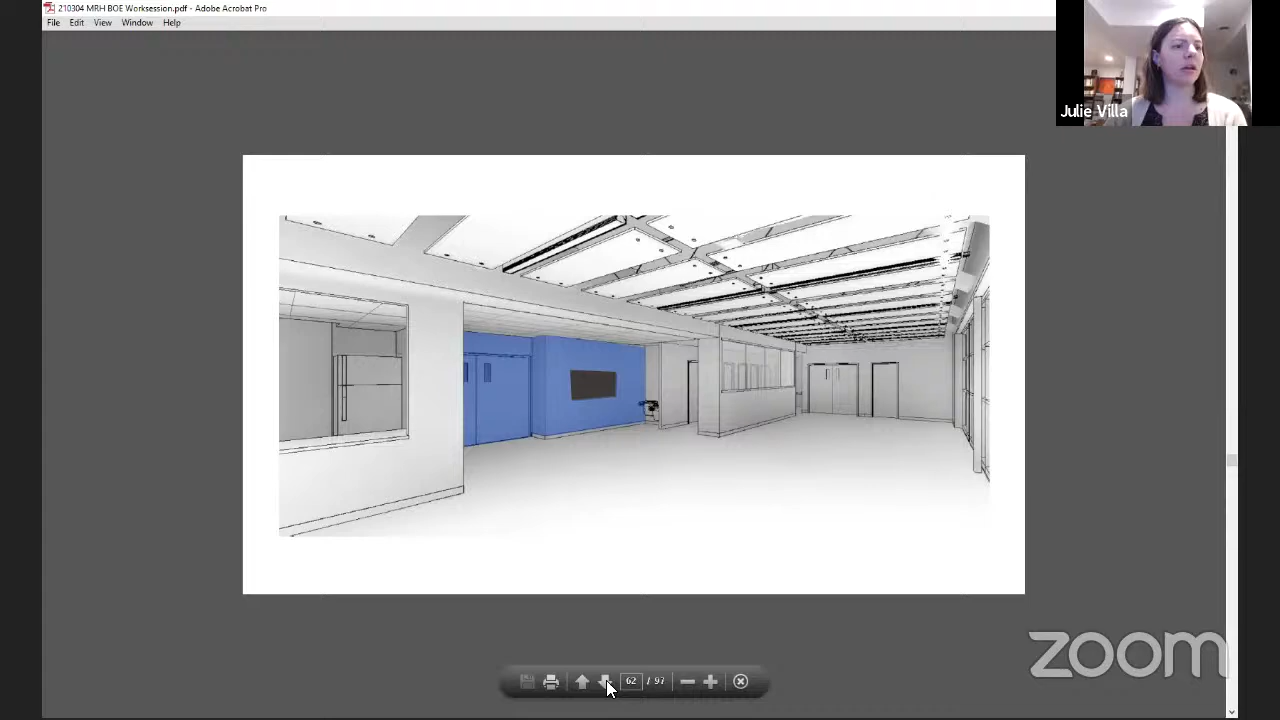 210304 MRH BOE Worksession.pdf - Adobe Acrobat Pro
File Edit View Window Help
Julie Villa
zoom
62 / 97